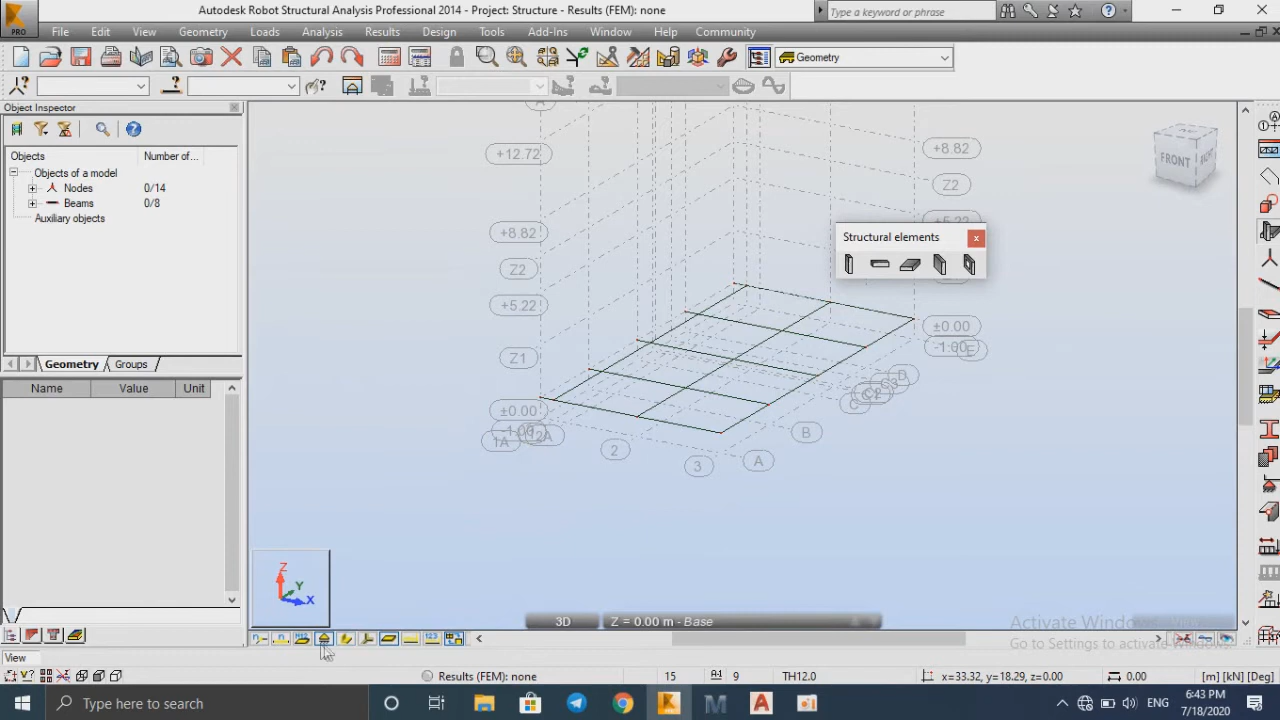 Autodesk Robot Structural Analysis Professional 2014 - Project: Structure - Results (FEM): none
Type a keyword or phrase
PRO
File Edit View Geometry Loads Analysis Results Design Tools Add-Ins Window Help Community
Geometry
Object Inspector
Objects Number of...
Objects of a model
Nodes 0/14
Beams 0/8
Auxiliary objects
Geometry Groups
Name Value Unit
FRONT
Structural elements
+12.72
+8.82
Z2
+5.22
Z1
±0.00
2
3
A
B
C
D
+8.82
Z2
+5.22
±0.00
-1.00
E
Z
Y
X
3D Z = 0.00 m - Base
Activate Windows
Go to Settings to activate Windows.
View
Results (FEM): none 15 9 TH12.0 x=33.32, y=18.29, z=0.00 0.00 [m] [kN] [Deg]
Type here to search
ENG
6:43 PM
7/18/2020